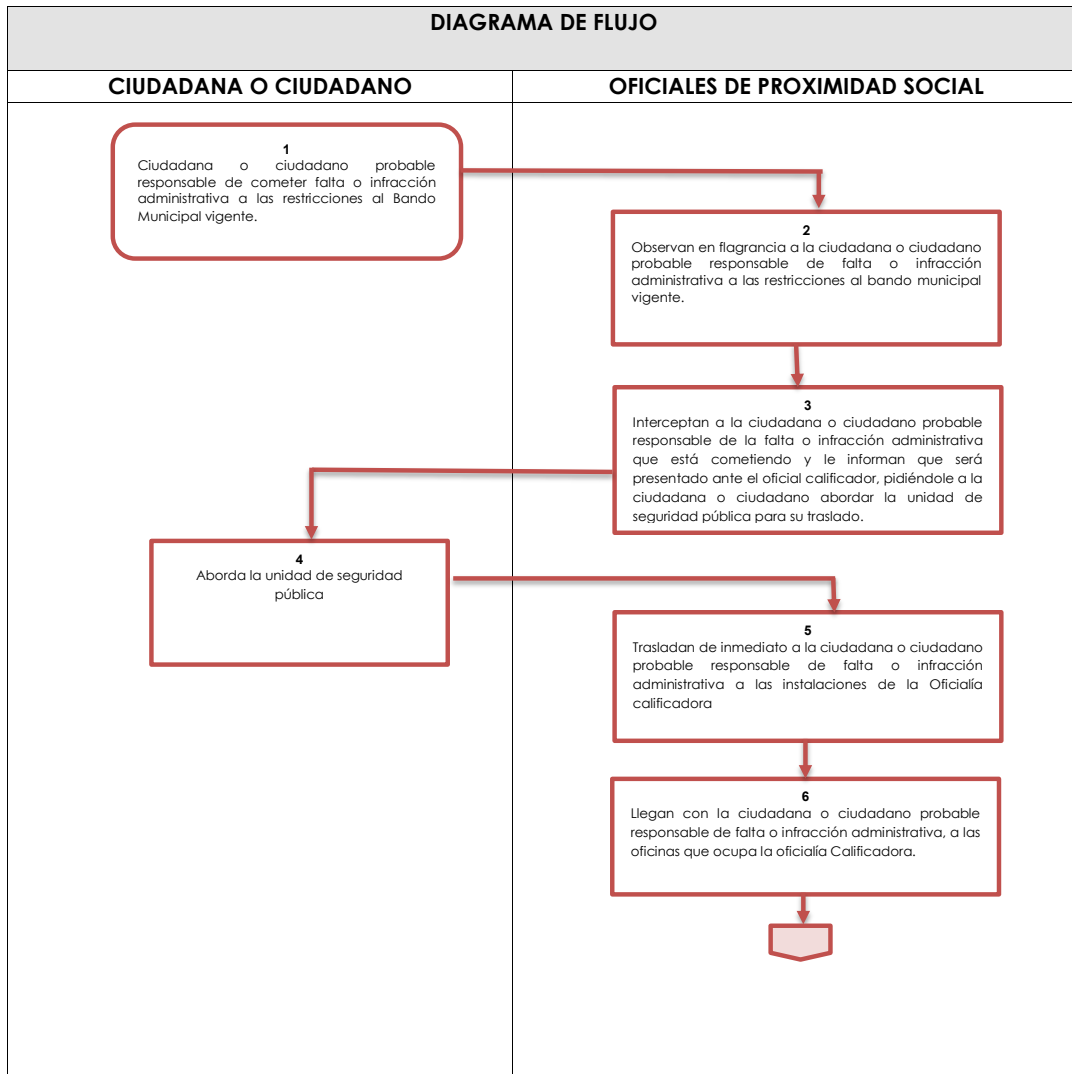 DIAGRAMA DE FLUJO
CIUDADANA O CIUDADANO
OFICIALES DE PROXIMIDAD SOCIAL
1
Ciudadana o ciudadano probable
responsable de cometer falta o infracción
administrativa a las restricciones al Bando
Municipal vigente.
2
Observan en flagrancia a la ciudadana o ciudadano
probable responsable de falta o infracción
administrativa a las restricciones al bando municipal
vigente.
3
Interceptan a la ciudadana o ciudadano probable
responsable de la falta o infracción administrativa
que está cometiendo y le informan que será
presentado ante el oficial calificador, pidiéndole a la
ciudadana o ciudadano abordar la unidad de
seguridad pública para su traslado.
4
Aborda la unidad de seguridad
pública
5
Trasladan de inmediato a la ciudadana o ciudadano
probable responsable de falta o infracción
administrativa a las instalaciones de la Oficialía
calificadora
6
Llegan con la ciudadana o ciudadano probable
responsable de falta o infracción administrativa, a las
oficinas que ocupa la oficialía Calificadora.